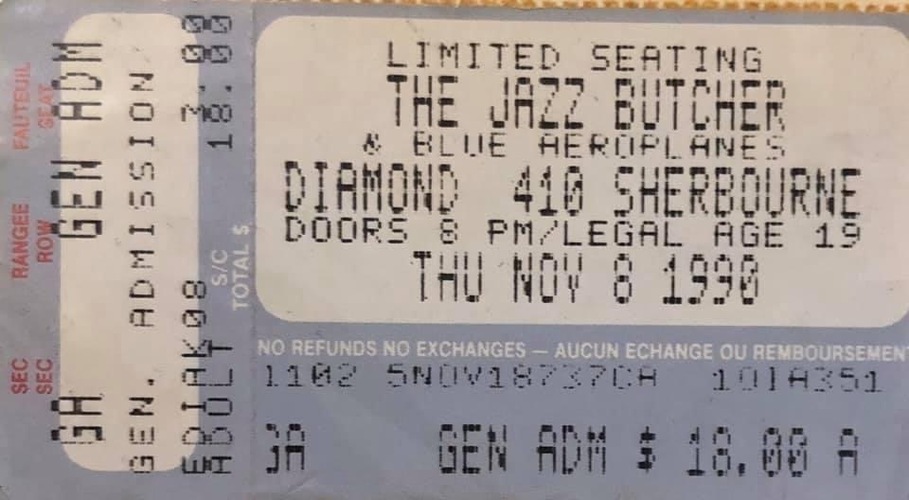 LIMITED SEATING
THE JAZZ BUTCHER
& BLUE AEROPLANES
DIAMOND 410 SHERBOURNE
DOORS 8 PM/LEGAL AGE 19
THU NOV 8 1990
NO REFUNDS NO EXCHANGES — AUCUN ECHANGE OU REMBOURSEMENT
1102 5NOV18737CA 101A351
GA GEN ADM $ 18.00 A
SEC RANGEE FAUTEUIL
SEC ROW SEAT
GA GEN ADM
GEN. ADMISSION
3.00
ADULT 18.00
S/C
TOTAL $